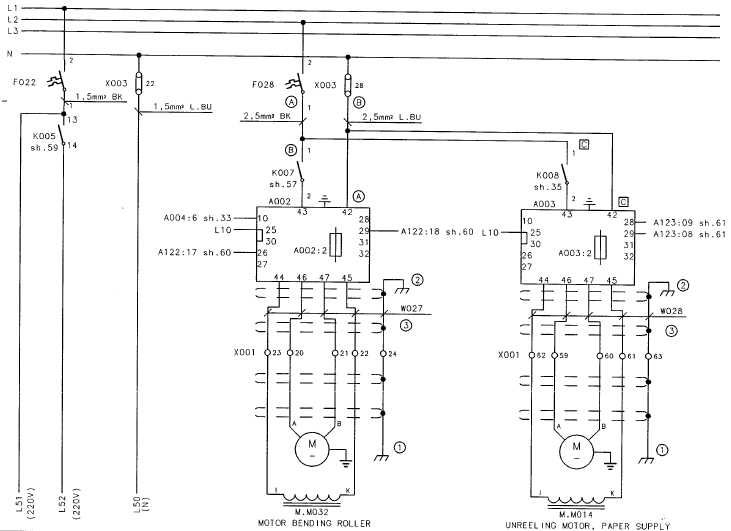 L1
L2
L3
N
2 2
F022 X003 22 F028 X003 28
1,5mm² BK 1,5mm² L.BU
1
13
A B
2,5mm² BK 2,5mm² L.BU
K005
sh.59
14
B 1
K007
sh.57
2
C
1
K008
sh.35
2
A002 43 42 A
A003 43 42 C
A004:6 sh.33 10 28
L10 25 29 A122:18 sh.60
30 A002:2 31
A122:17 sh.60 26 32
27
44 46 47 45
10 28 A123:09 sh.61
L10 25 29 A123:08 sh.61
30 A003:2 31
26 32
27
44 46 47 45
2
W027
3
X001 23 20 21 22 24
A B
M
-
1
I K
M.M032
MOTOR BENDING ROLLER
2
W028
3
X001 62 59 60 61 63
A B
M
-
1
I K
M.M014
UNREELING MOTOR, PAPER SUPPLY
L51
(220V)
L52
(220V)
L50
(N)